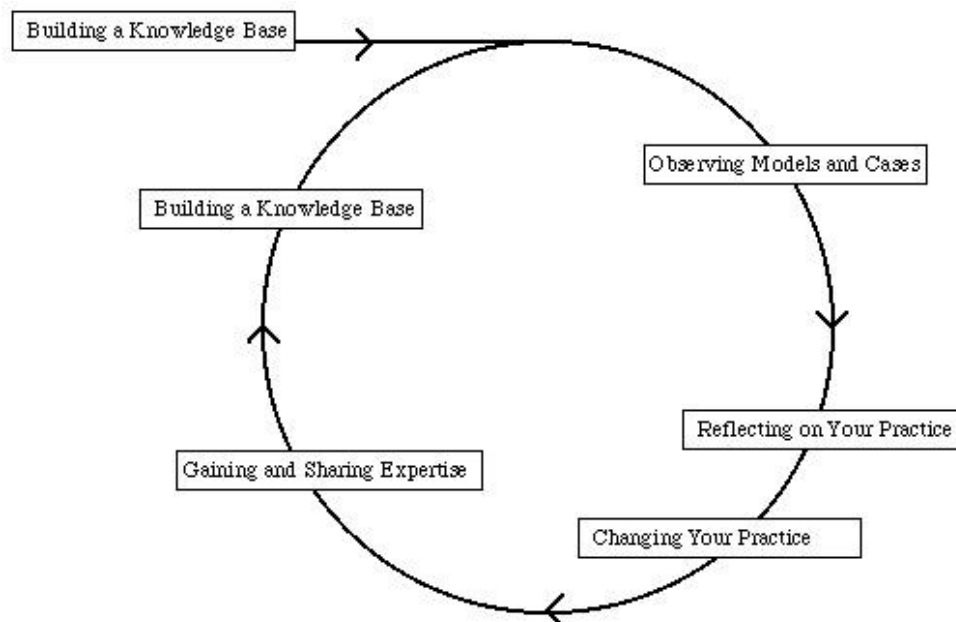 Building a Knowledge Base
Observing Models and Cases
Building a Knowledge Base
Reflecting on Your Practice
Gaining and Sharing Expertise
Changing Your Practice